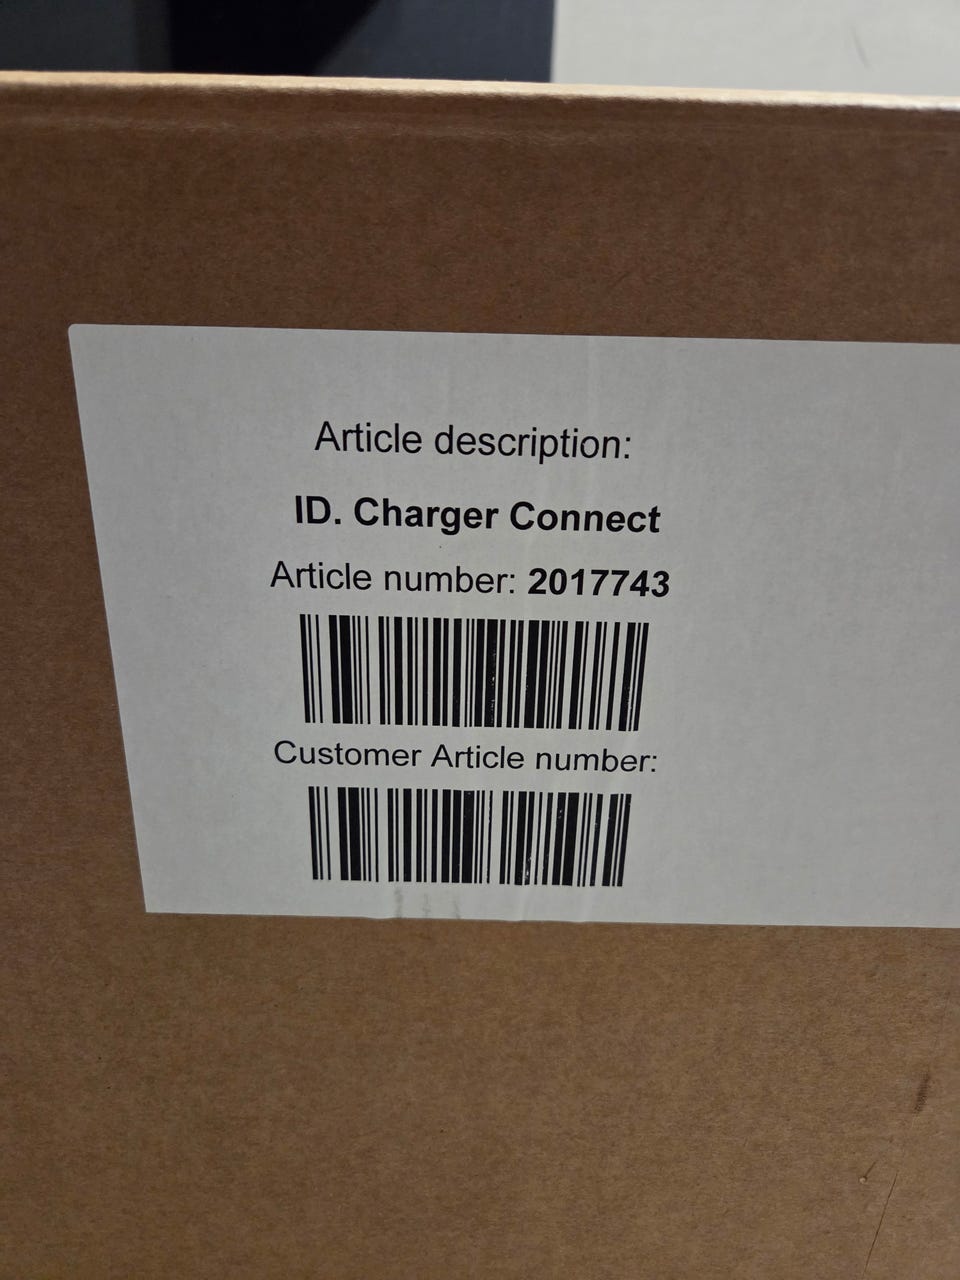 Article description:
ID. Charger Connect
Article number: 2017743
Customer Article number: